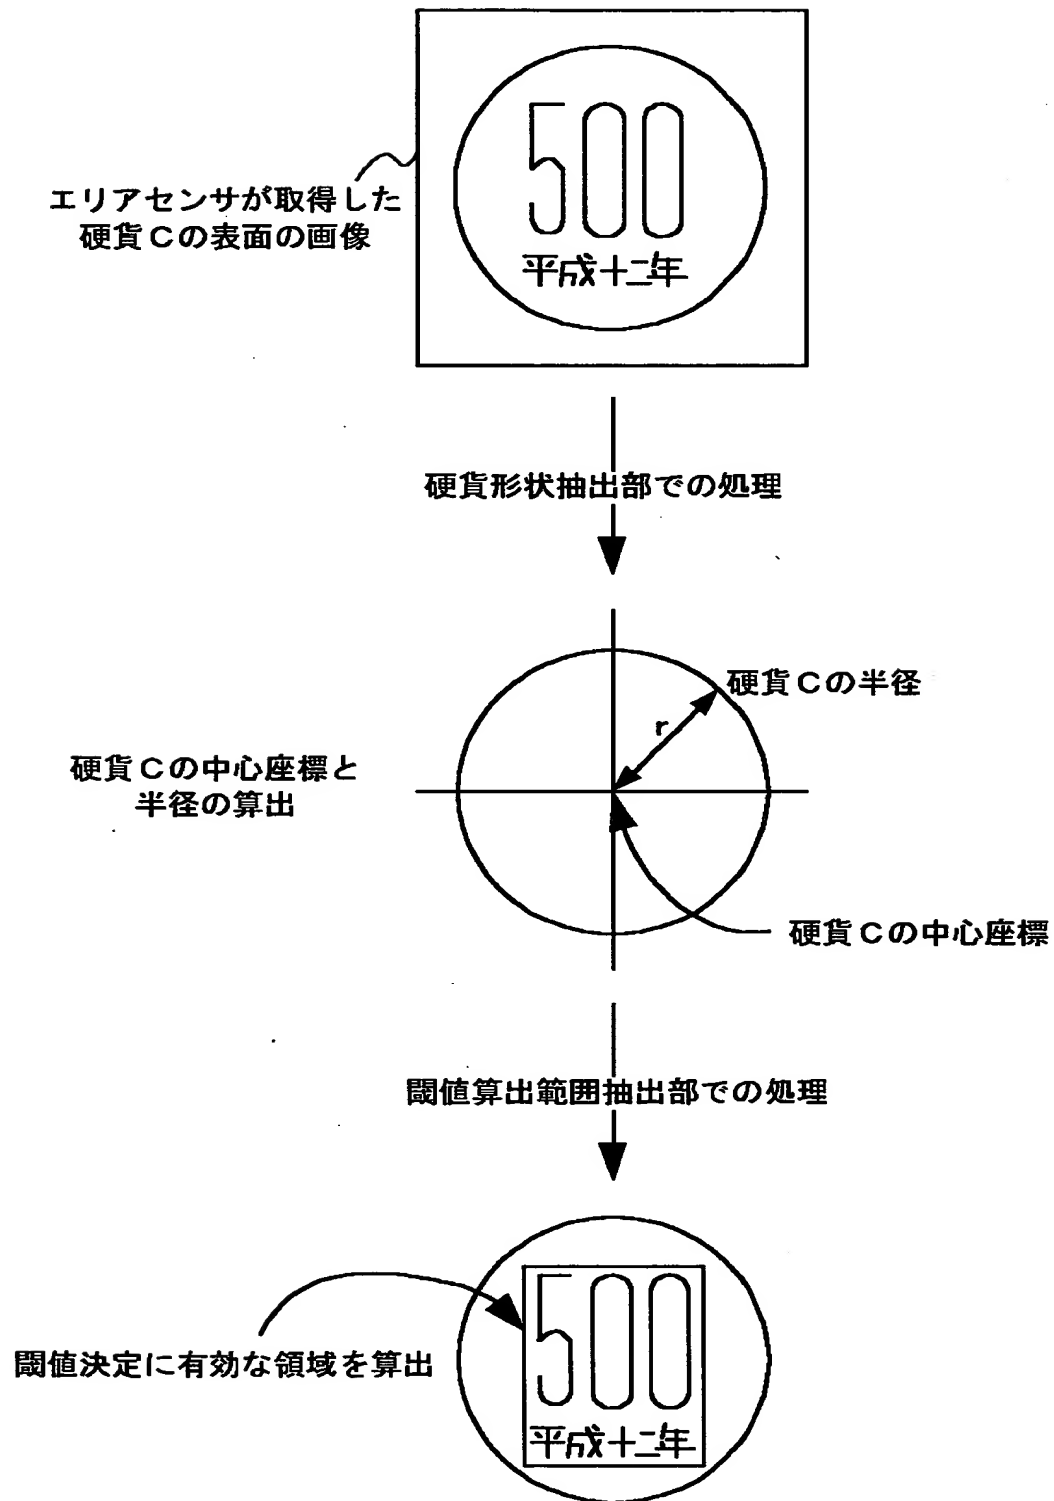 500
平成十二年
エリアセンサが取得した
硬貨Cの表面の画像
硬貨形状抽出部での処理
硬貨Cの半径
r
硬貨Cの中心座標と
半径の算出
硬貨Cの中心座標
閾値算出範囲抽出部での処理
500
閾値決定に有効な領域を算出
平成十二年